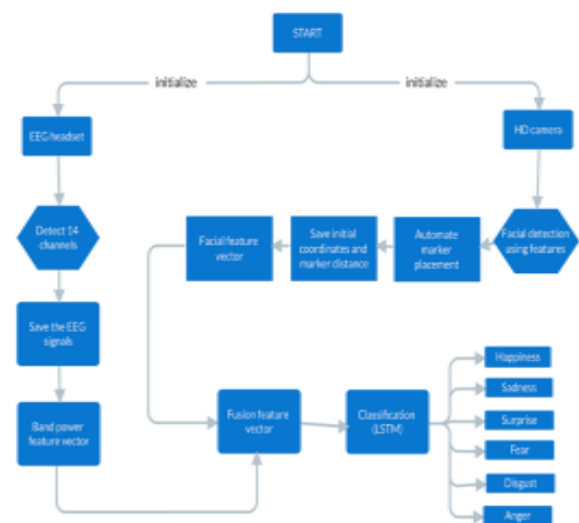 START
initialize
initialize
EEG headset
HD camera
Detect 14
channels
Facial feature
vector
Save initial
coordinates and
marker distance
Automate
marker
placement
Facial detection
using features
Save the EEG
signals
Band power
feature vector
Fusion feature
vector
Classification
(LSTM)
Happiness
Sadness
Surprise
Fear
Disgust
Anger